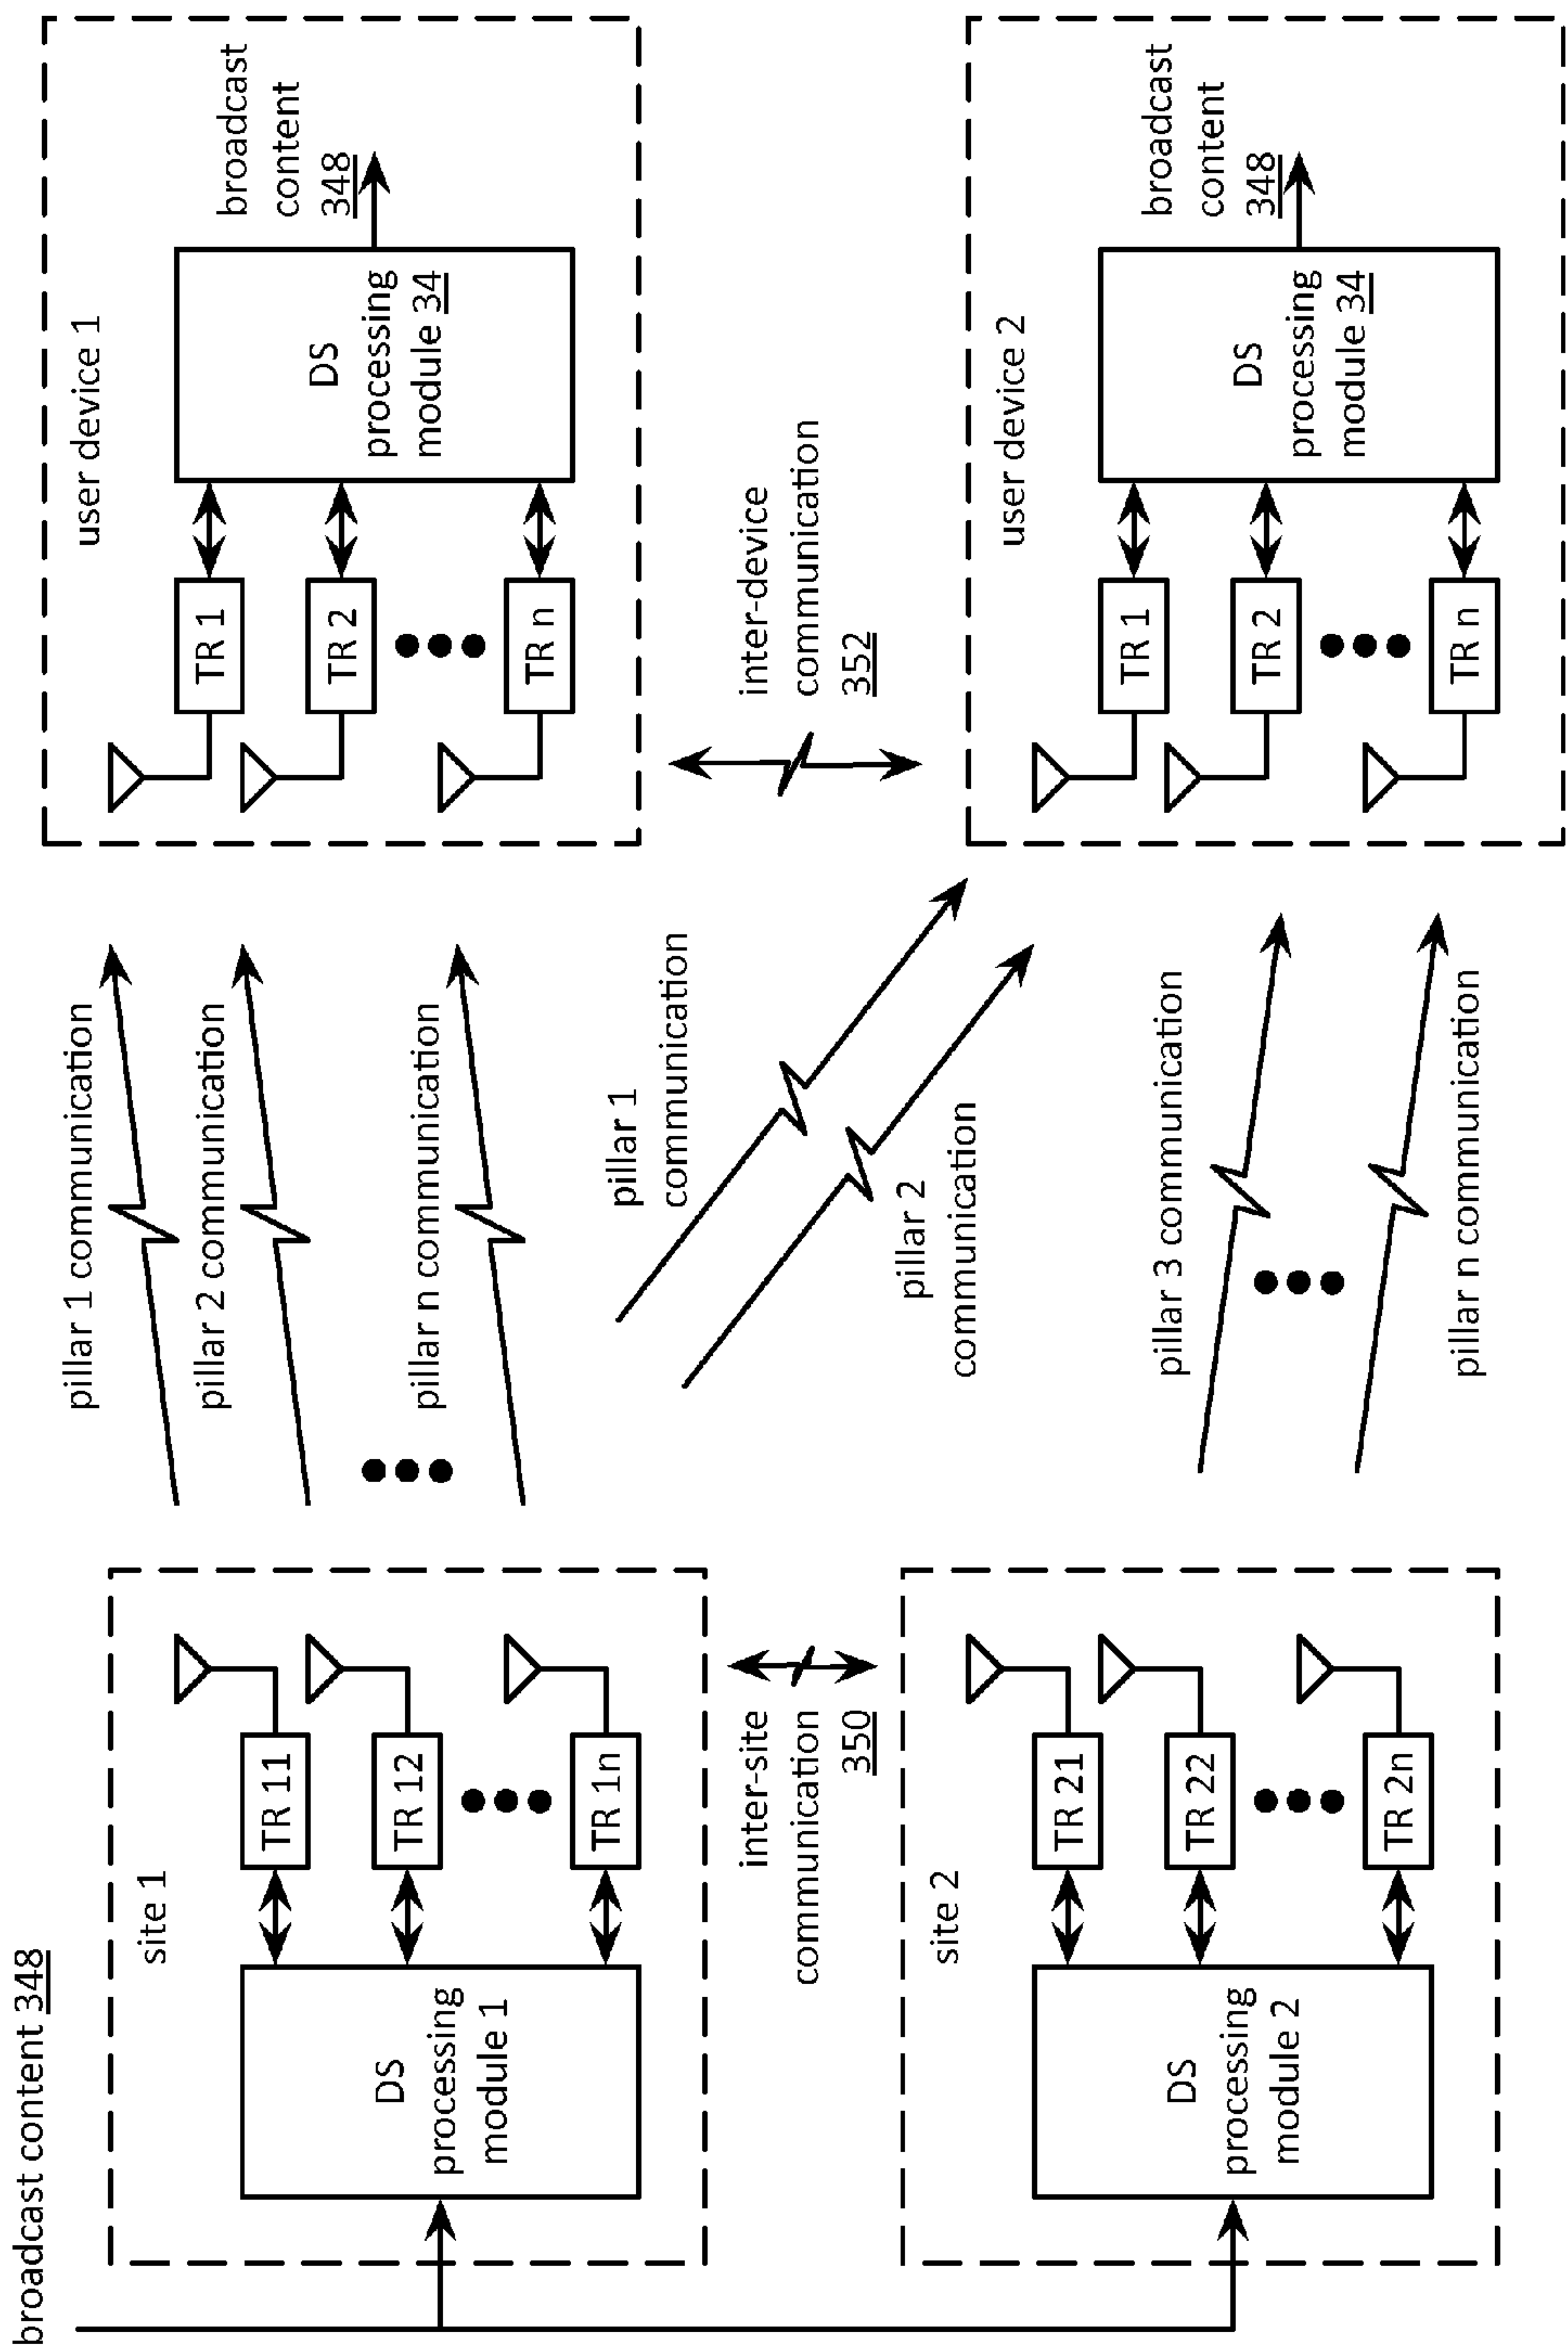 broadcast content 348
site 1
DS
processing
module 1
TR 11
TR 12
TR 1n
inter-site
communication
350
site 2
DS
processing
module 2
TR 21
TR 22
TR 2n
pillar 1 communication
pillar 2 communication
pillar n communication
pillar 1
communication
pillar 2
communication
pillar 3 communication
pillar n communication
user device 1
TR 1
TR 2
TR n
DS
processing
module 34
broadcast
content
348
inter-device
communication
352
user device 2
TR 1
TR 2
TR n
DS
processing
module 34
broadcast
content
348